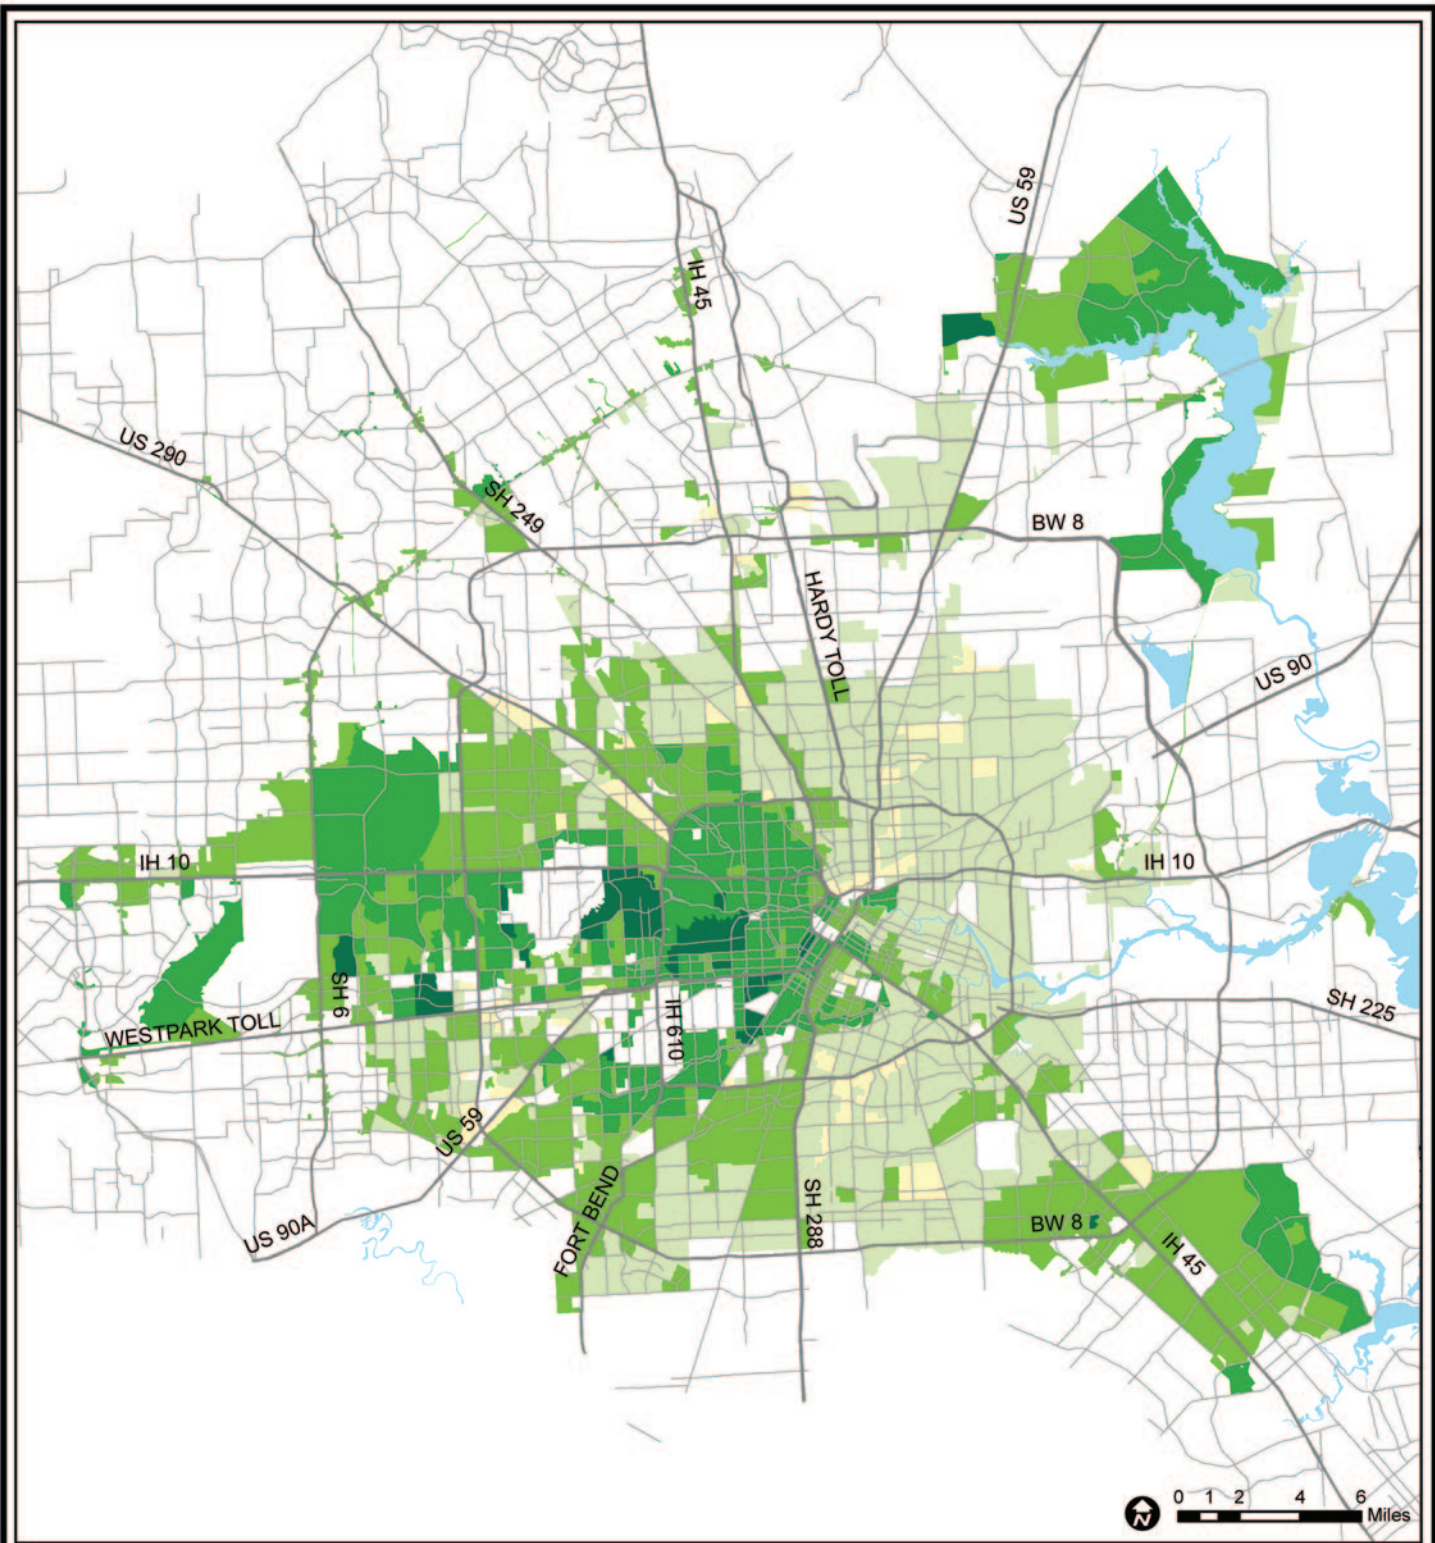 US 59
IH 45
US 290
SH 249
BW 8
HARDY TOLL
US 90
IH 10
IH 10
SH 6
IH 610
SH 225
WESTPARK TOLL
US 59
SH 288
FORT BEND
BW 8
US 90A
IH 45
0 1 2 4 6
Miles
N